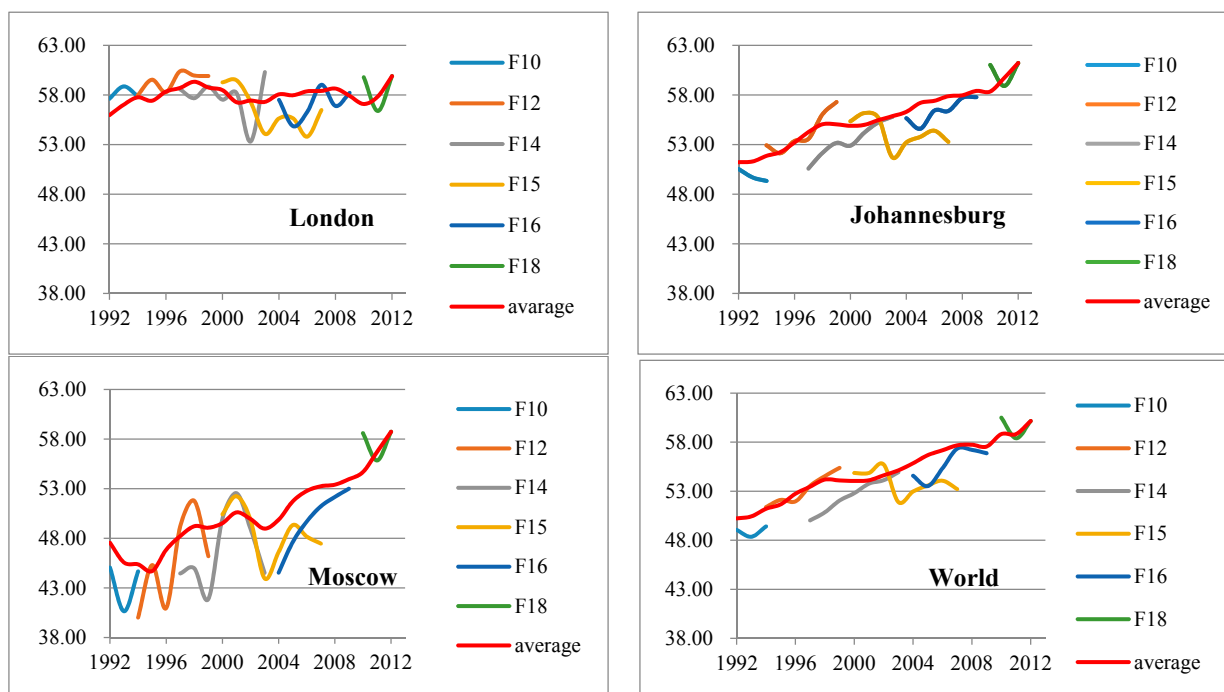 63.00
58.00
53.00
48.00
43.00
38.00
1992 1996 2000 2004 2008 2012
London
F10
F12
F14
F15
F16
F18
avarage
63.00
58.00
53.00
48.00
43.00
38.00
1992 1996 2000 2004 2008 2012
Johannesburg
F10
F12
F14
F15
F16
F18
average
63.00
58.00
53.00
48.00
43.00
38.00
1992 1996 2000 2004 2008 2012
Moscow
F10
F12
F14
F15
F16
F18
average
63.00
58.00
53.00
48.00
43.00
38.00
1992 1996 2000 2004 2008 2012
World
F10
F12
F14
F15
F16
F18
average